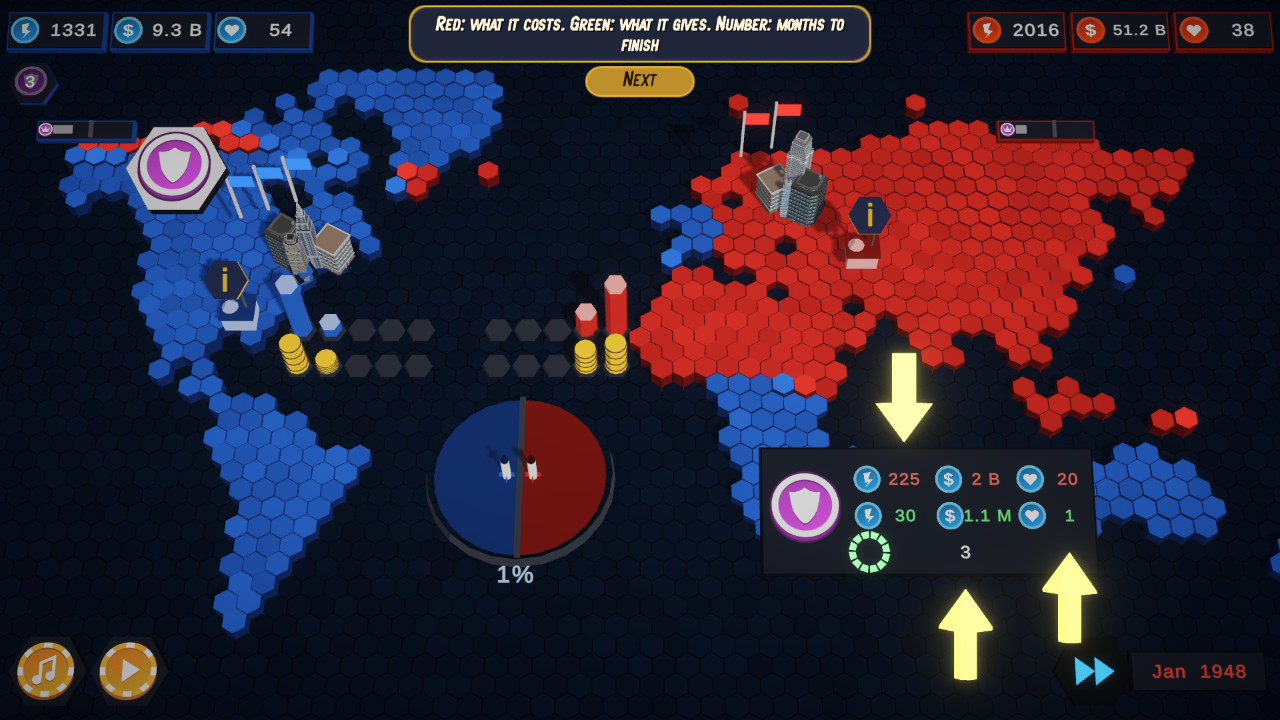 1331
9.3 B
54
Red: what it costs. Green: what it gives. Number: months to
finish
2016
51.2 B
38
Next
3
i
i
225
2 B
20
30
1.1 M
1
3
1%
Jan 1948